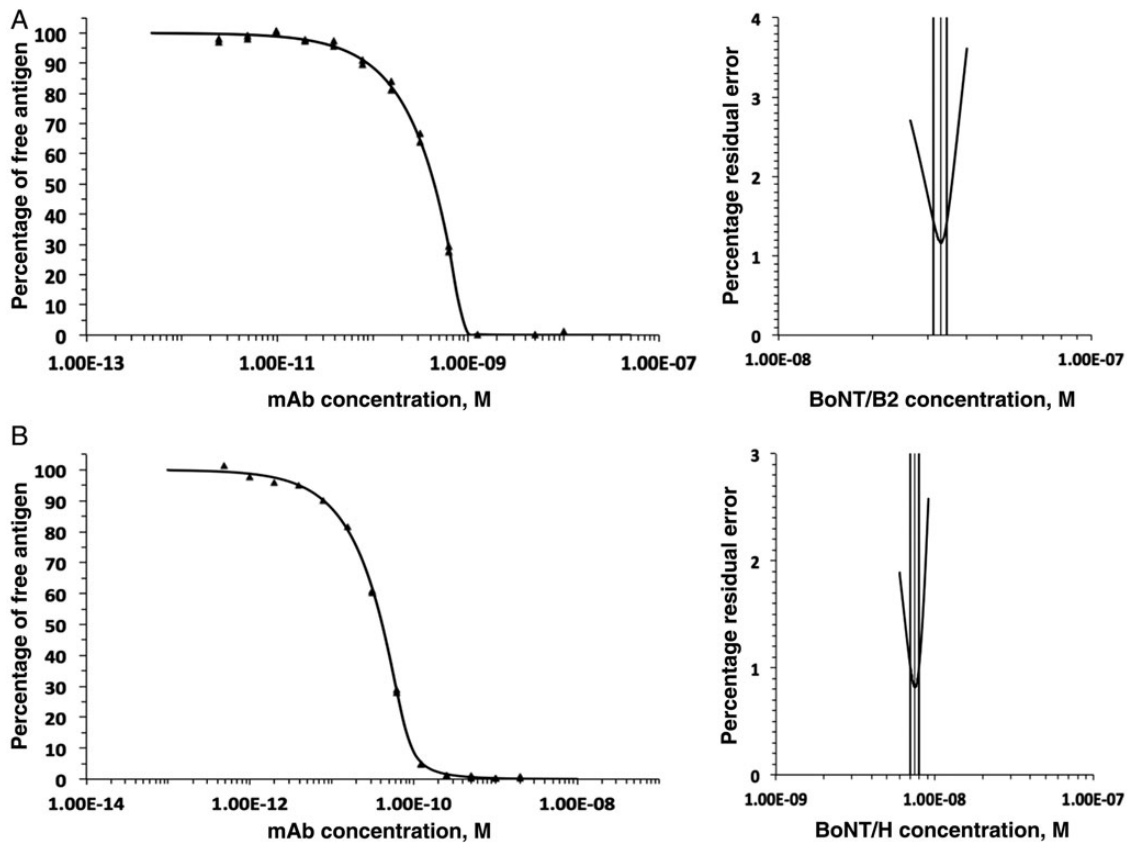 A
Percentage of free antigen
100
90
80
70
60
50
40
30
20
10
0
1.00E-13 1.00E-11 1.00E-09 1.00E-07
mAb concentration, M
Percentage residual error
4
3
2
1
0
1.00E-08 1.00E-07
BoNT/B2 concentration, M
B
Percentage of free antigen
100
90
80
70
60
50
40
30
20
10
0
1.00E-14 1.00E-12 1.00E-10 1.00E-08
mAb concentration, M
Percentage residual error
3
2
1
0
1.00E-09 1.00E-08 1.00E-07
BoNT/H concentration, M